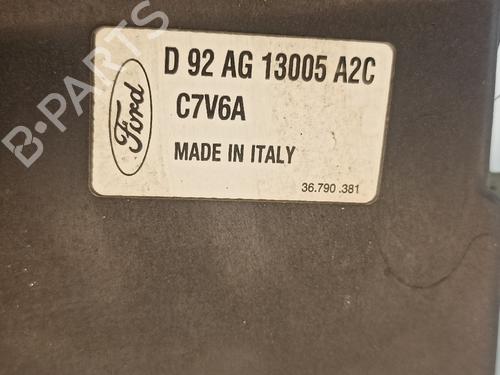 B-PARTS
Ford
D 92 AG 13005 A2C
C7V6A
MADE IN ITALY
36.790 .381